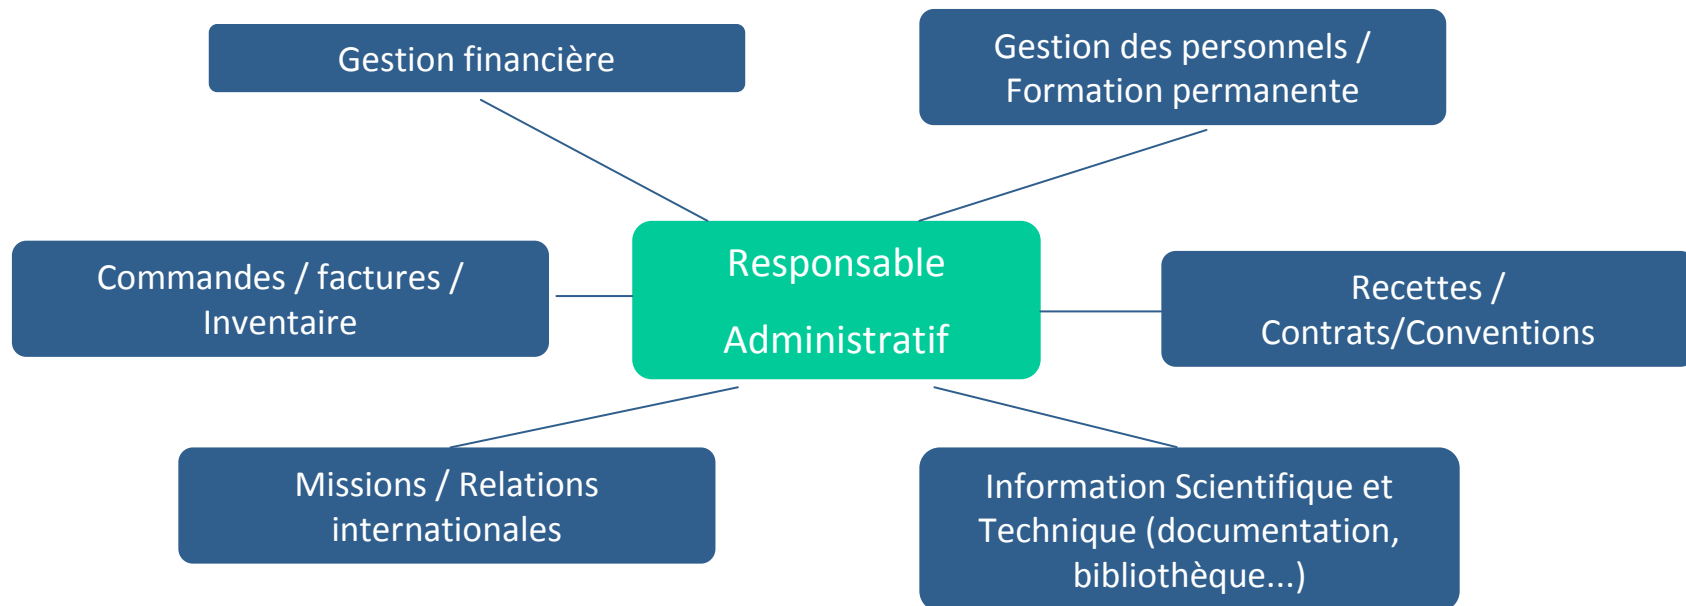 Gestion financière
Gestion des personnels /
Formation permanente
Commandes / factures /
Inventaire
Responsable
Administratif
Recettes /
Contrats/Conventions
Missions / Relations
internationales
Information Scientifique et
Technique (documentation,
bibliothèque...)